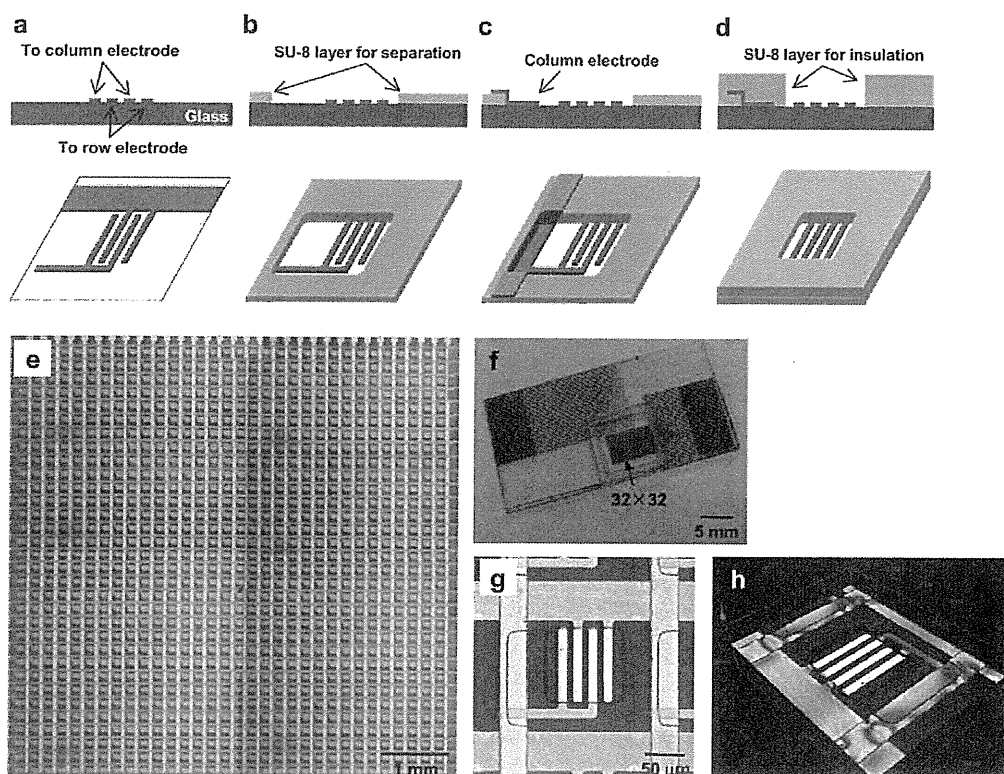 a
To column electrode
Glass
To row electrode
b
SU-8 layer for separation
c
Column electrode
d
SU-8 layer for insulation
e
1 mm
f
32×32
5 mm
g
50 μm
h